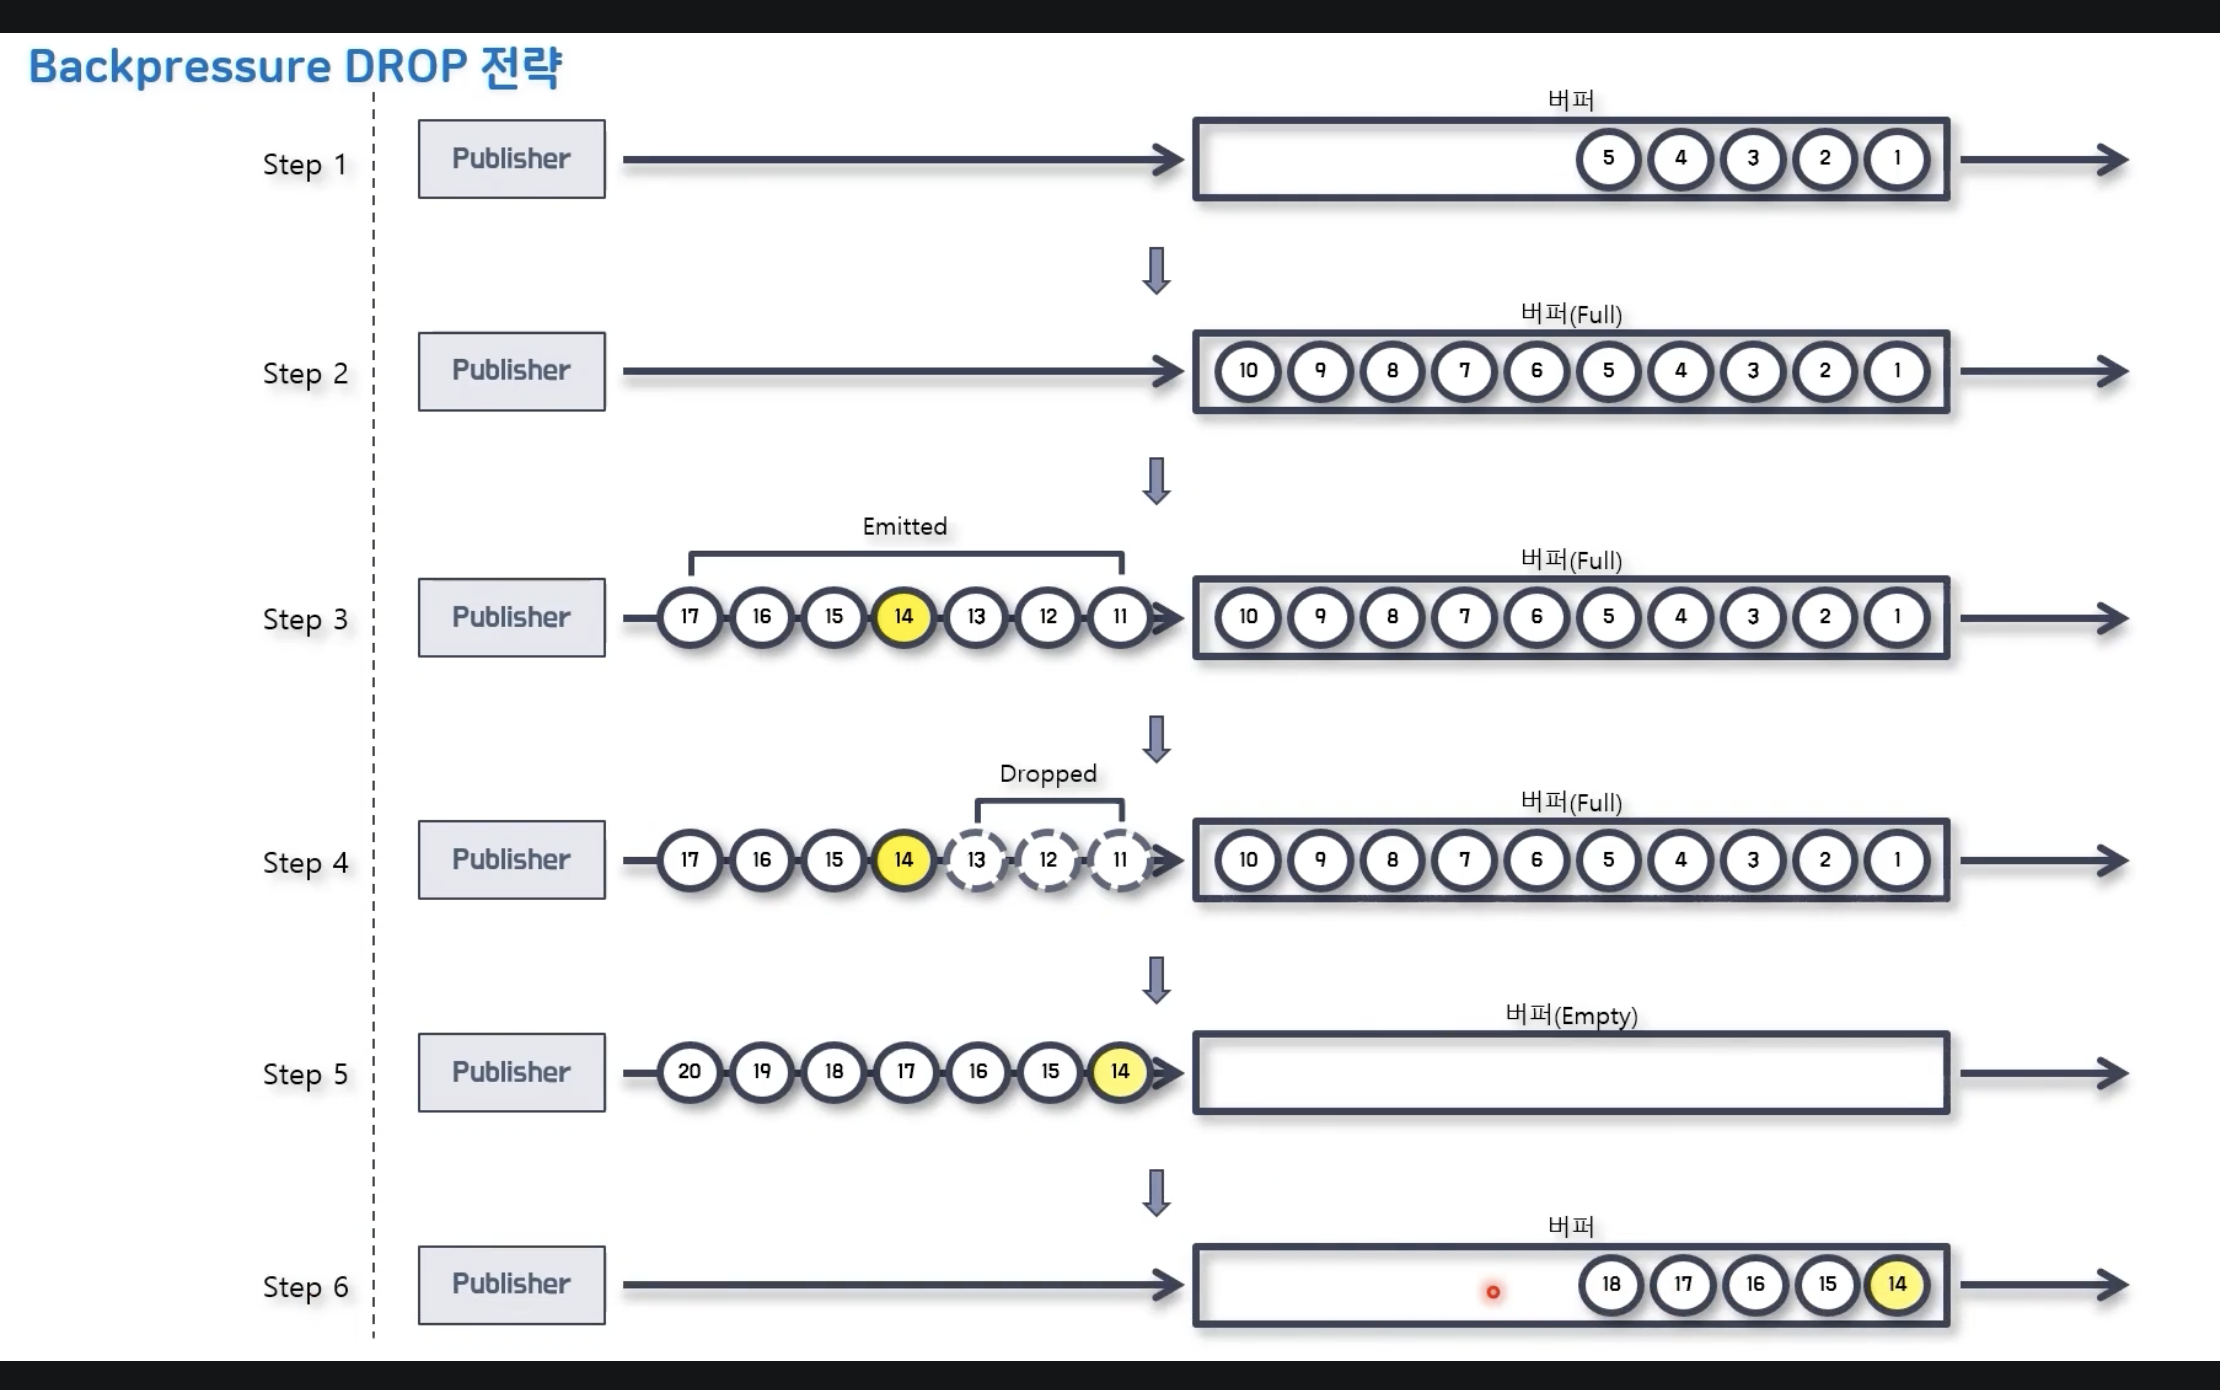 Backpressure DROP 전략
버퍼
Step 1
Publisher
5 4 3 2 1
버퍼(Full)
Step 2
Publisher
10 9 8 7 6 5 4 3 2 1
Emitted
버퍼(Full)
Step 3
Publisher
17 16 15 14 13 12 11
10 9 8 7 6 5 4 3 2 1
Dropped
버퍼(Full)
Step 4
Publisher
17 16 15 14 13 12 11
10 9 8 7 6 5 4 3 2 1
버퍼(Empty)
Step 5
Publisher
20 19 18 17 16 15 14
버퍼
Step 6
Publisher
18 17 16 15 14